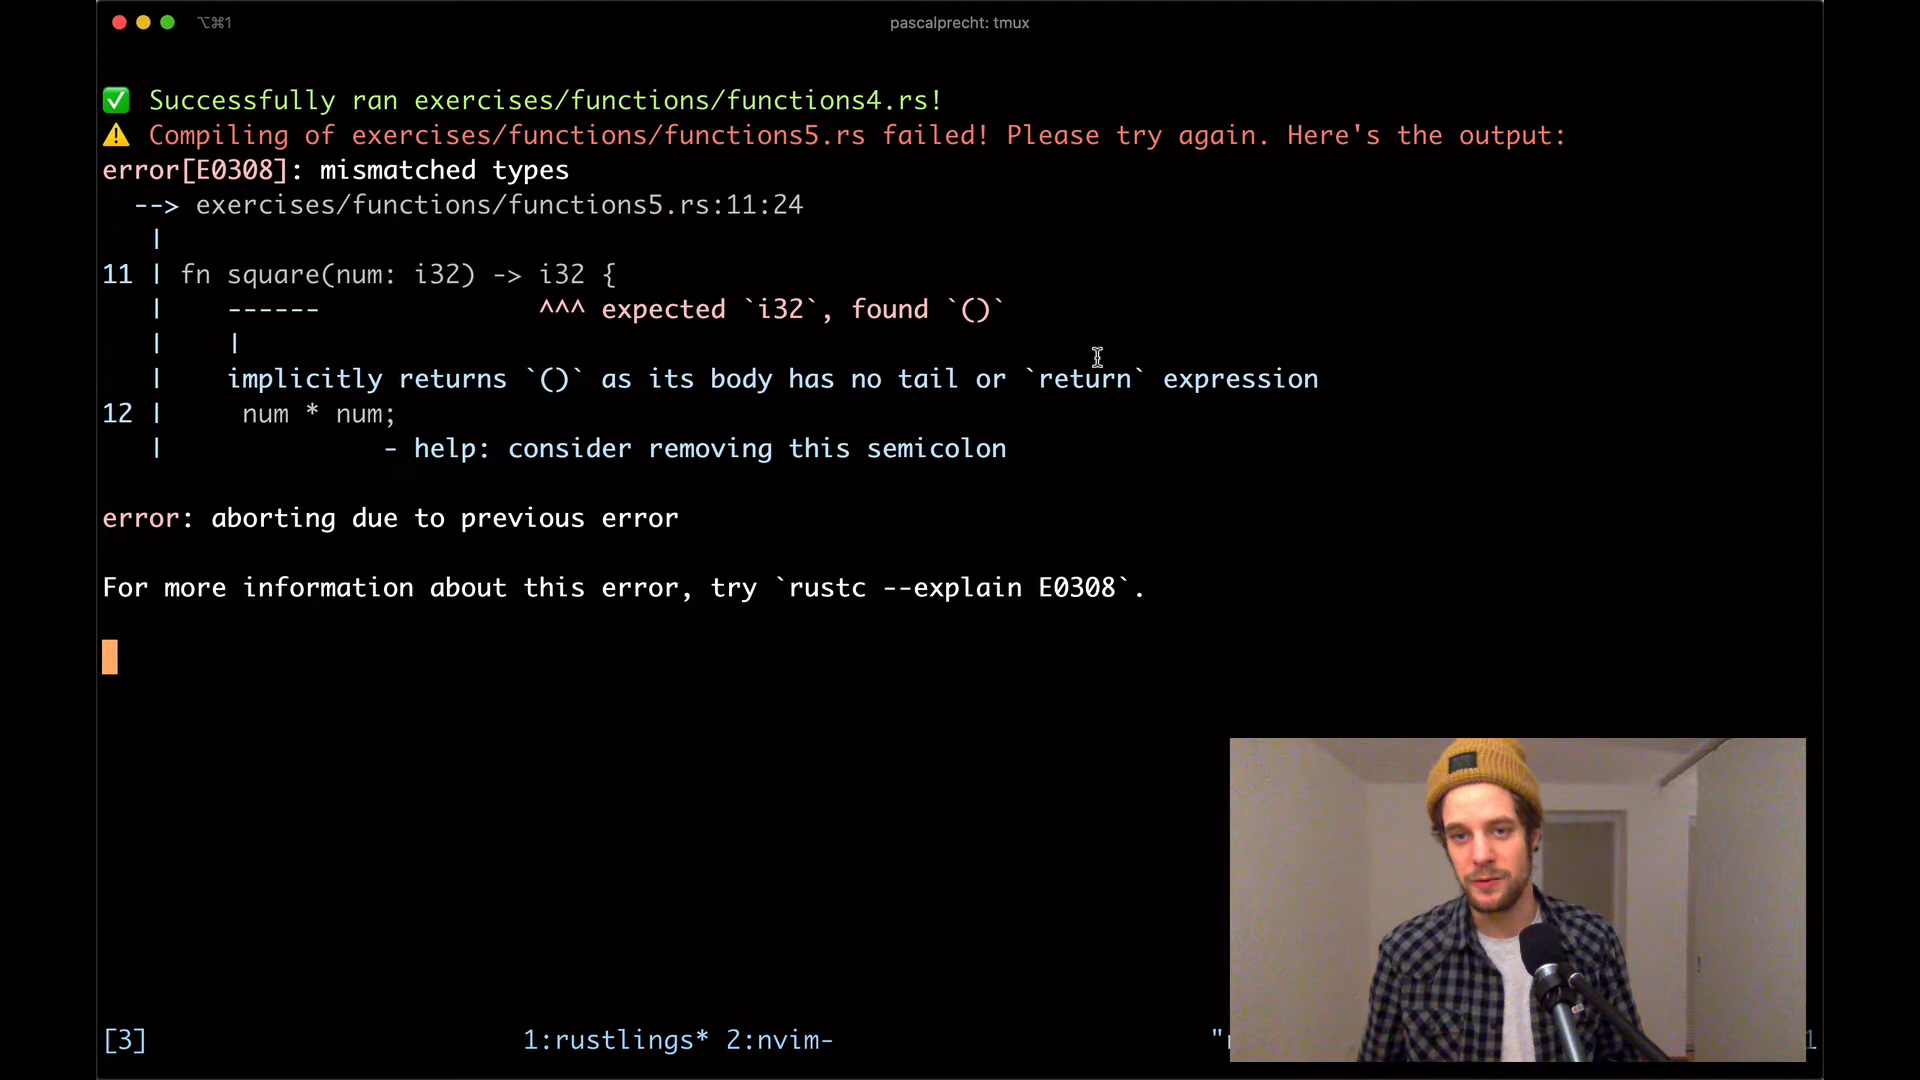 ⌥⌘1
pascalprecht: tmux
✅ Successfully ran exercises/functions/functions4.rs!
⚠️ Compiling of exercises/functions/functions5.rs failed! Please try again. Here's the output:
error[E0308]: mismatched types
  --> exercises/functions/functions5.rs:11:24
   |
11 | fn square(num: i32) -> i32 {
   |    ------              ^^^ expected `i32`, found `()`
   |    |
   |    implicitly returns `()` as its body has no tail or `return` expression
12 |     num * num;
   |              - help: consider removing this semicolon
error: aborting due to previous error
For more information about this error, try `rustc --explain E0308`.
[3] 1:rustlings* 2:nvim-